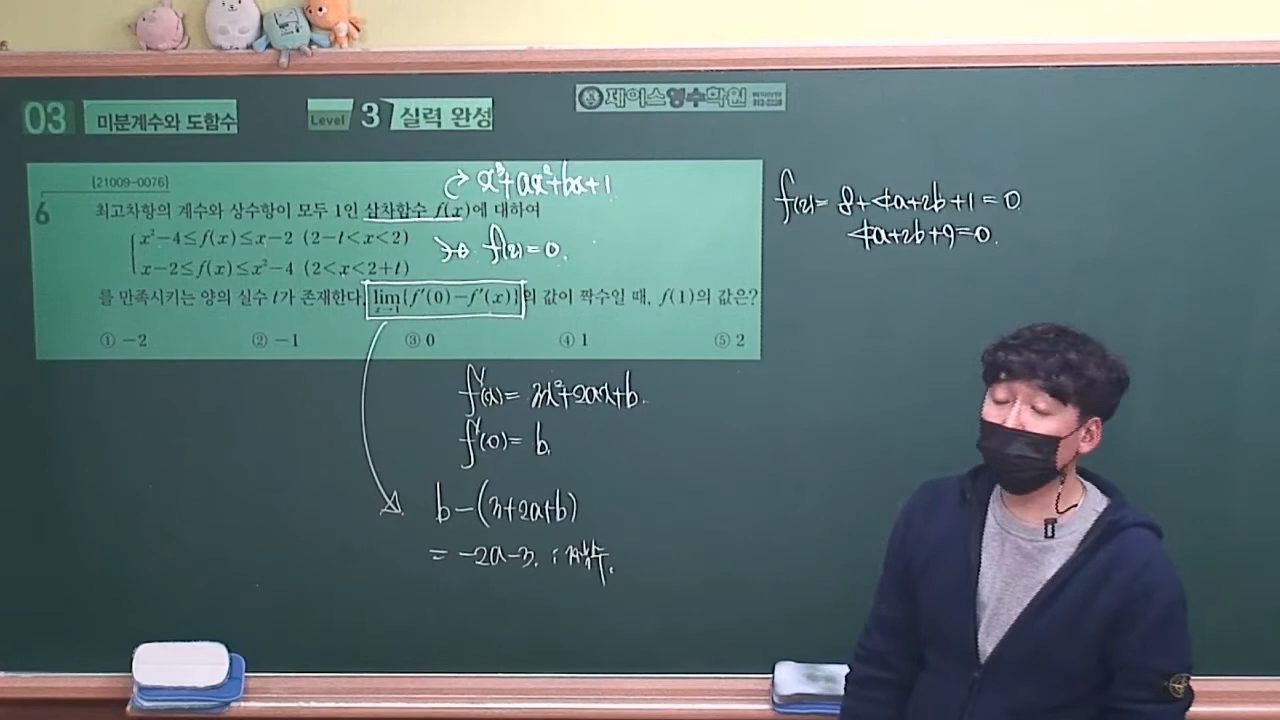 03 미분계수와 도함수 Level 3 실력 완성
제이스영수학원
[21009-0076]
x³+ax²+bx+1
6 최고차항의 계수와 상수항이 모두 1인 삼차함수 f(x)에 대하여
x²-4≤f(x)≤x-2 (2-t<x<2)
f(2)=0.
x-2≤f(x)≤x²-4 (2<x<2+t)
를 만족시키는 양의 실수 t가 존재한다. lim{f′(0)-f′(x)}의 값이 짝수일 때, f(1)의 값은?
① -2 ② -1 ③ 0 ④ 1 ⑤ 2
f(2)= 8+4a+2b+1=0
4a+2b+9=0.
f′(x)= 3x²+2ax+b.
f′(0)= b.
b-(3+2a+b)
= -2a-3. :